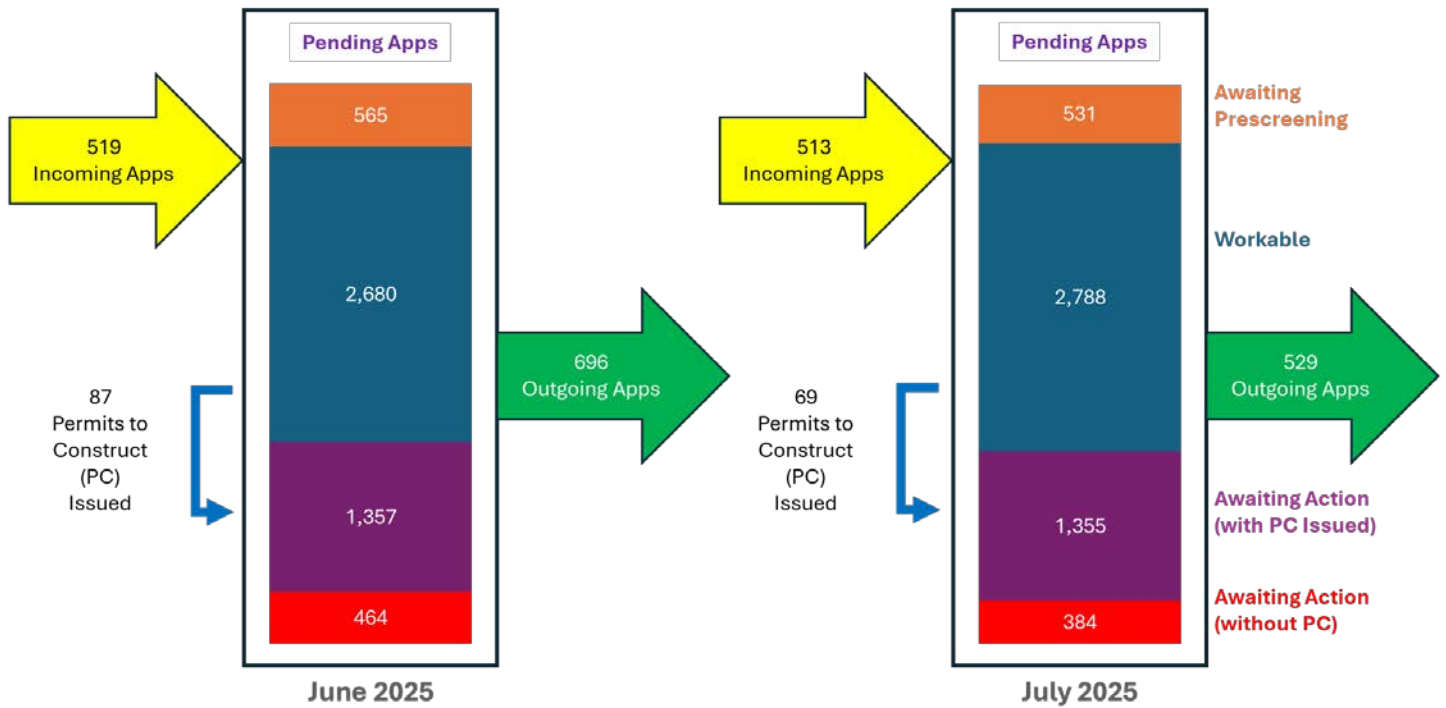 Pending Apps
519
Incoming Apps
565
2,680
87
Permits to
Construct
(PC)
Issued
1,357
464
696
Outgoing Apps
June 2025
Pending Apps
513
Incoming Apps
531
2,788
69
Permits to
Construct
(PC)
Issued
1,355
384
529
Outgoing Apps
July 2025
Awaiting
Prescreening
Workable
Awaiting Action
(with PC Issued)
Awaiting Action
(without PC)